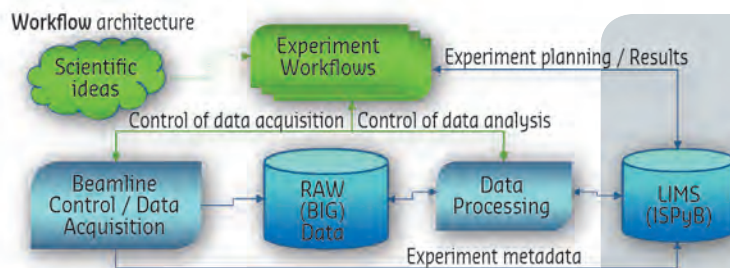 Workflow architecture
Scientific
ideas
Experiment
Workflows
Experiment planning / Results
Control of data acquisition
Control of data analysis
Beamline
Control / Data
Acquisition
RAW
(BIG)
Data
Data
Processing
LIMS
(ISPyB)
Experiment metadata